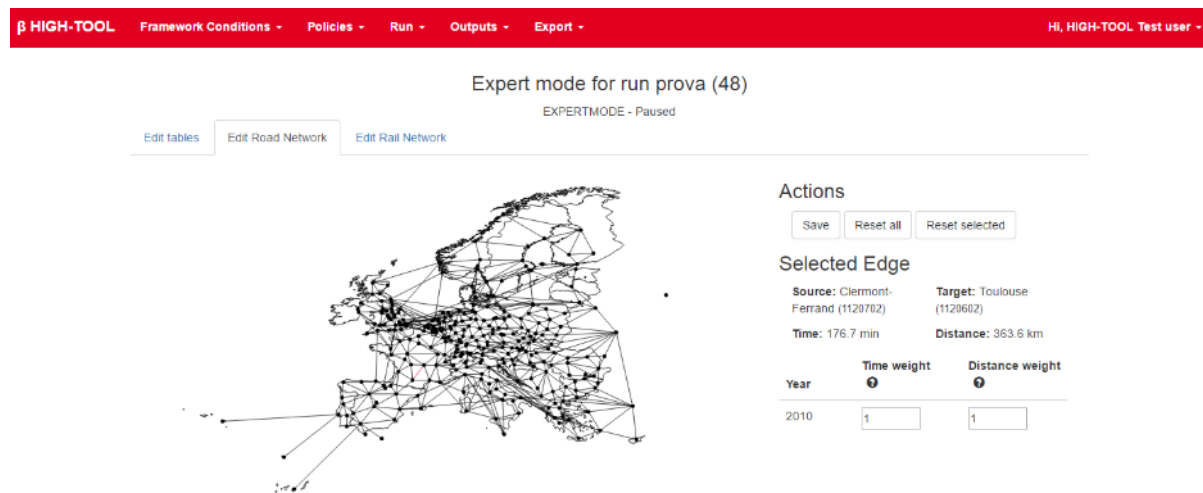 β HIGH-TOOL Framework Conditions Policies Run Outputs Export Hi, HIGH-TOOL Test user
Expert mode for run prova (48)
EXPERTMODE - Paused
Edit tables Edit Road Network Edit Rail Network
Actions
Save Reset all Reset selected
Selected Edge
Source: Clermont- Target: Toulouse
Ferrand (1120702) (1120602)
Time: 176.7 min Distance: 363.6 km
Time weight Distance weight
Year ? ?
2010 1 1